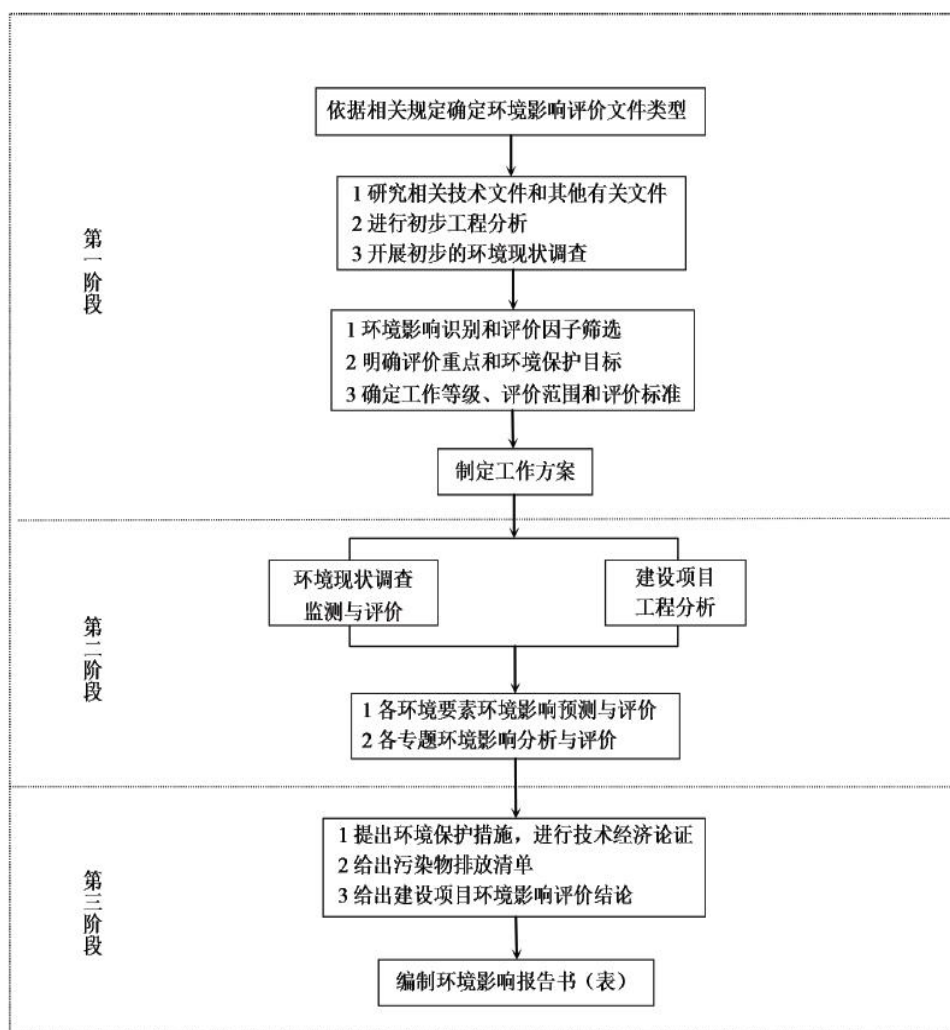 依据相关规定确定环境影响评价文件类型
1 研究相关技术文件和其他有关文件
2 进行初步工程分析
3 开展初步的环境现状调查
第一阶段
1 环境影响识别和评价因子筛选
2 明确评价重点和环境保护目标
3 确定工作等级、评价范围和评价标准
制定工作方案
环境现状调查
监测与评价
建设项目
工程分析
第二阶段
1 各环境要素环境影响预测与评价
2 各专题环境影响分析与评价
1 提出环境保护措施，进行技术经济论证
2 给出污染物排放清单
3 给出建设项目环境影响评价结论
第三阶段
编制环境影响报告书（表）